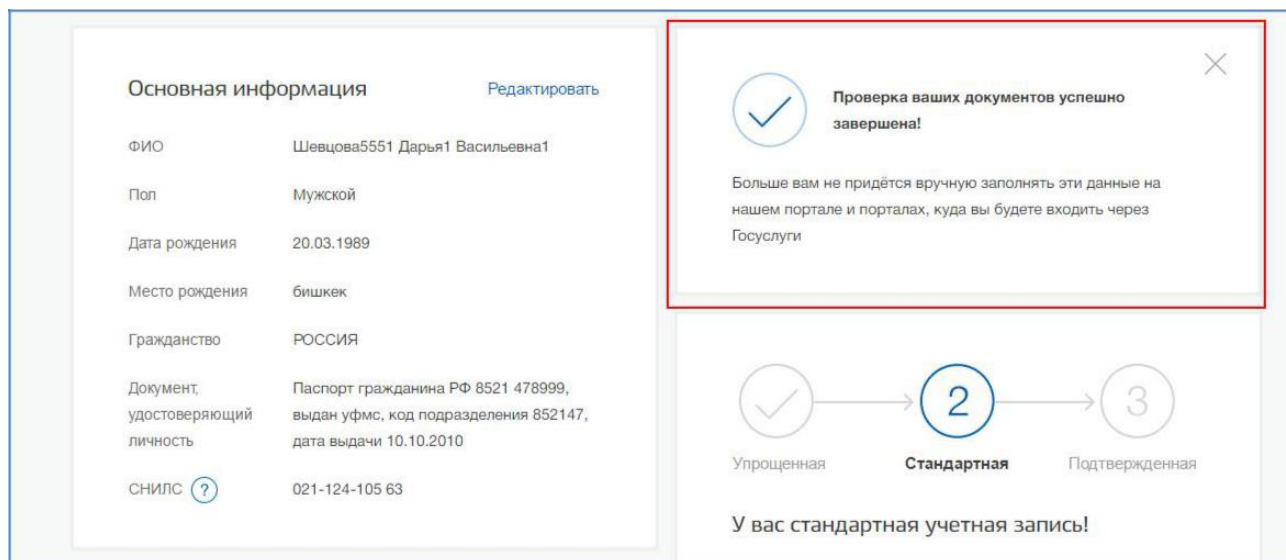 Основная информация
Редактировать
ФИО
Шевцова5551 Дарья1 Васильевна1
Пол
Мужской
Дата рождения
20.03.1989
Место рождения
бишкек
Гражданство
РОССИЯ
Документ,
удостоверяющий
личность
Паспорт гражданина РФ 8521 478999,
выдан уфмс, код подразделения 852147,
дата выдачи 10.10.2010
СНИЛС ?
021-124-105 63
Проверка ваших документов успешно
завершена!
Больше вам не придётся вручную заполнять эти данные на
нашем портале и порталах, куда вы будете входить через
Госуслуги
2
3
Упрощенная
Стандартная
Подтвержденная
У вас стандартная учетная запись!